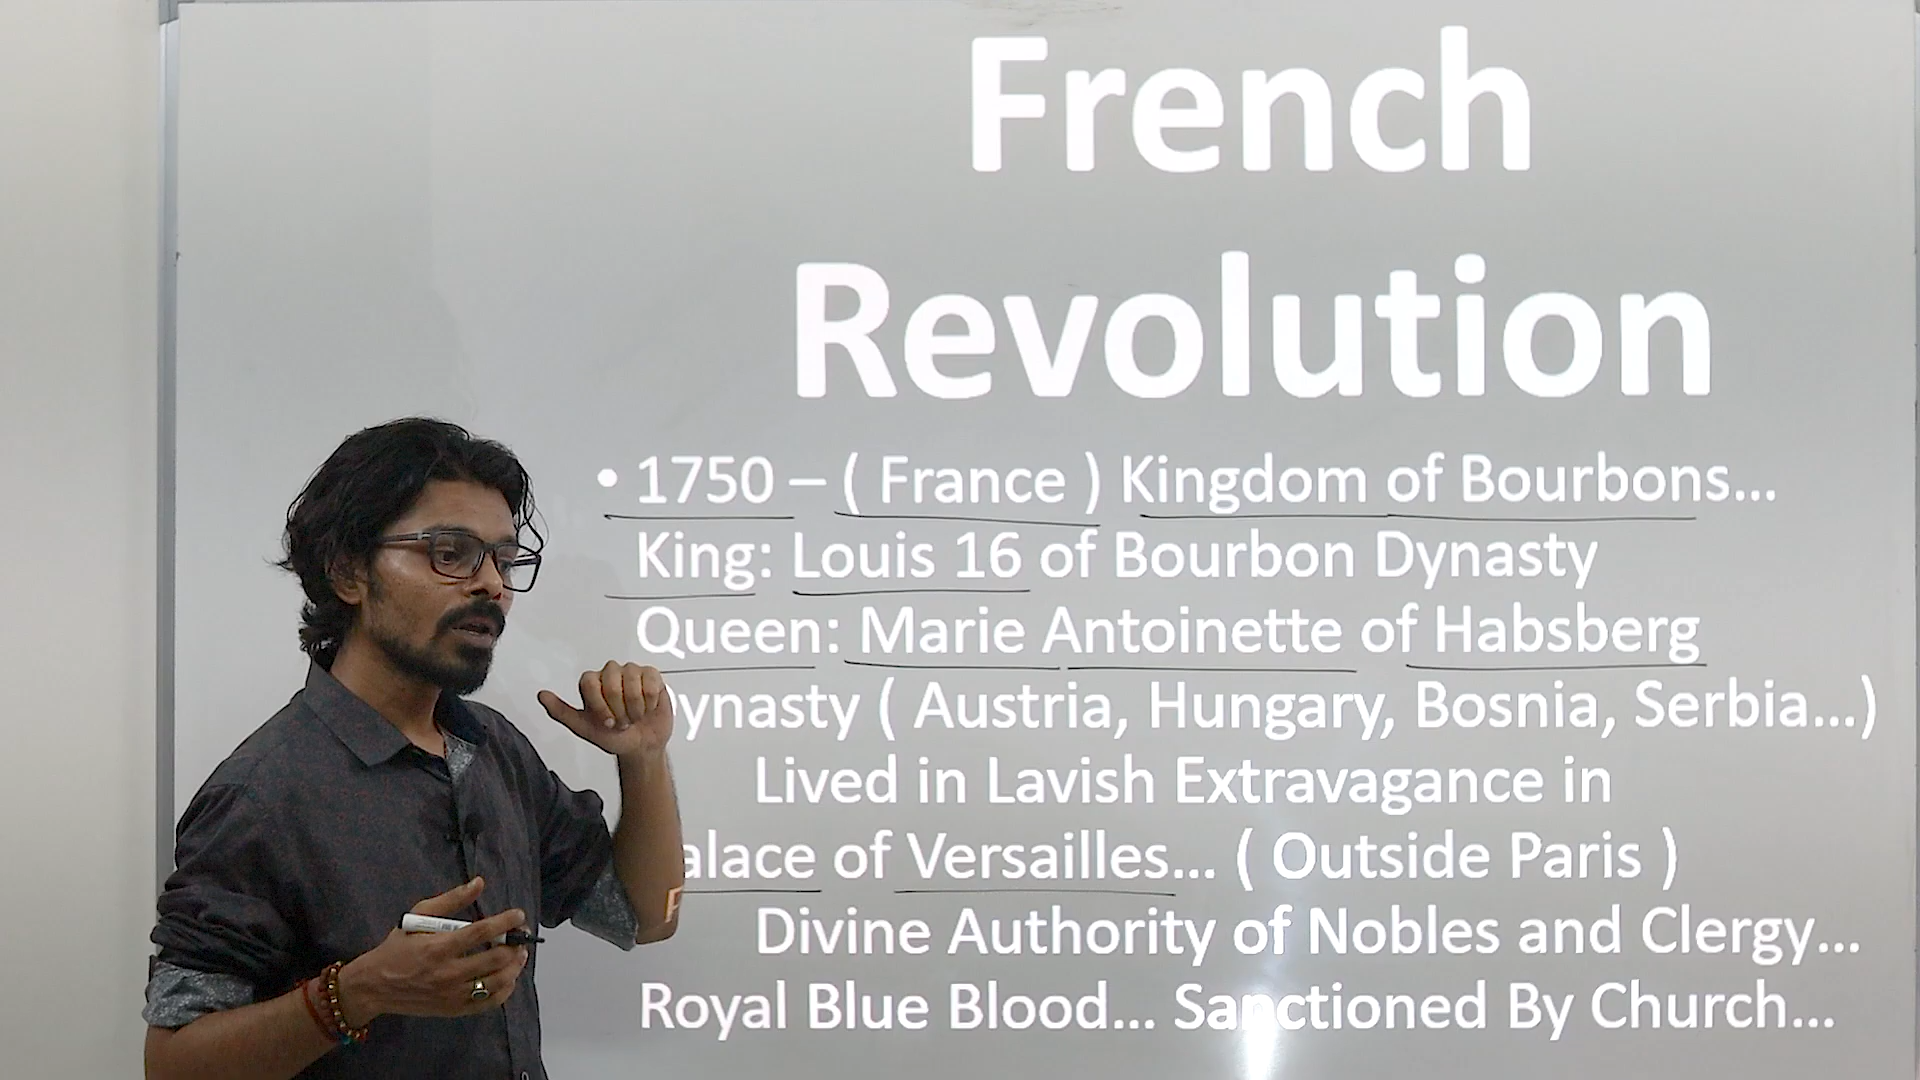 French
Revolution
• 1750 – ( France ) Kingdom of Bourbons...
King: Louis 16 of Bourbon Dynasty
Queen: Marie Antoinette of Habsberg
Dynasty ( Austria, Hungary, Bosnia, Serbia...)
Lived in Lavish Extravagance in
Palace of Versailles... ( Outside Paris )
Divine Authority of Nobles and Clergy...
Royal Blue Blood... Sanctioned By Church...